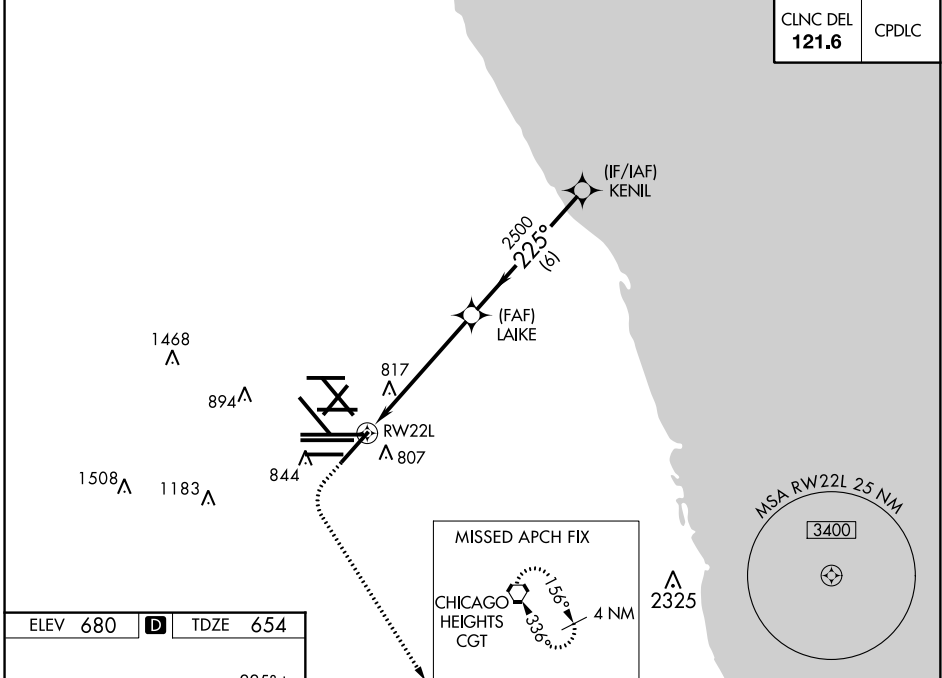 CLNC DEL
121.6
CPDLC
(IF/IAF)
KENIL
2500
225°
(6)
(FAF)
LAIKE
1468
894
817
RW22L
807
844
1508
1183
MSA RW22L 25 NM
3400
MISSED APCH FIX
CHICAGO
HEIGHTS
CGT
156°
336°
4 NM
2325
ELEV 680 D TDZE 654